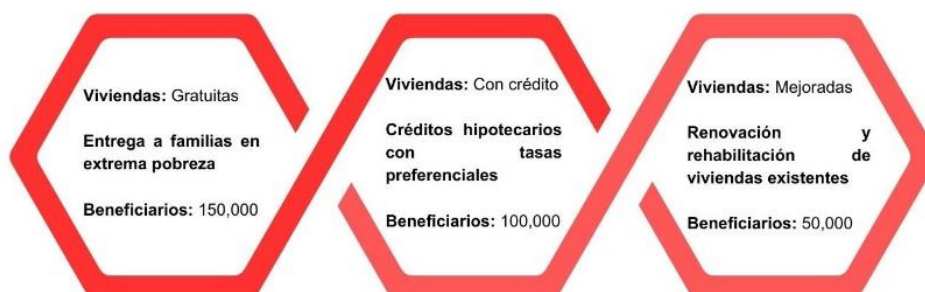 Viviendas: Gratuitas
Entrega a familias en
extrema pobreza
Beneficiarios: 150,000
Viviendas: Con crédito
Créditos hipotecarios
con tasas
preferenciales
Beneficiarios: 100,000
Viviendas: Mejoradas
Renovación y
rehabilitación de
viviendas existentes
Beneficiarios: 50,000